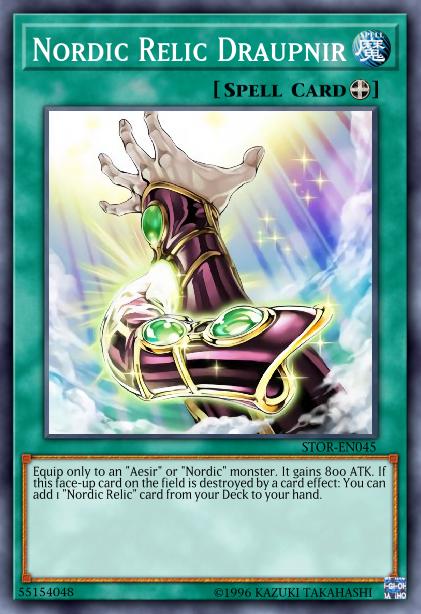 NORDIC RELIC DRAUPNIR
SPELL
魔
[SPELL CARD]
STOR-EN045
Equip only to an "Aesir" or "Nordic" monster. It gains 800 ATK. If
this face-up card on the field is destroyed by a card effect: You can
add 1 "Nordic Relic" card from your Deck to your hand.
55154048
©1996 KAZUKI TAKAHASHI